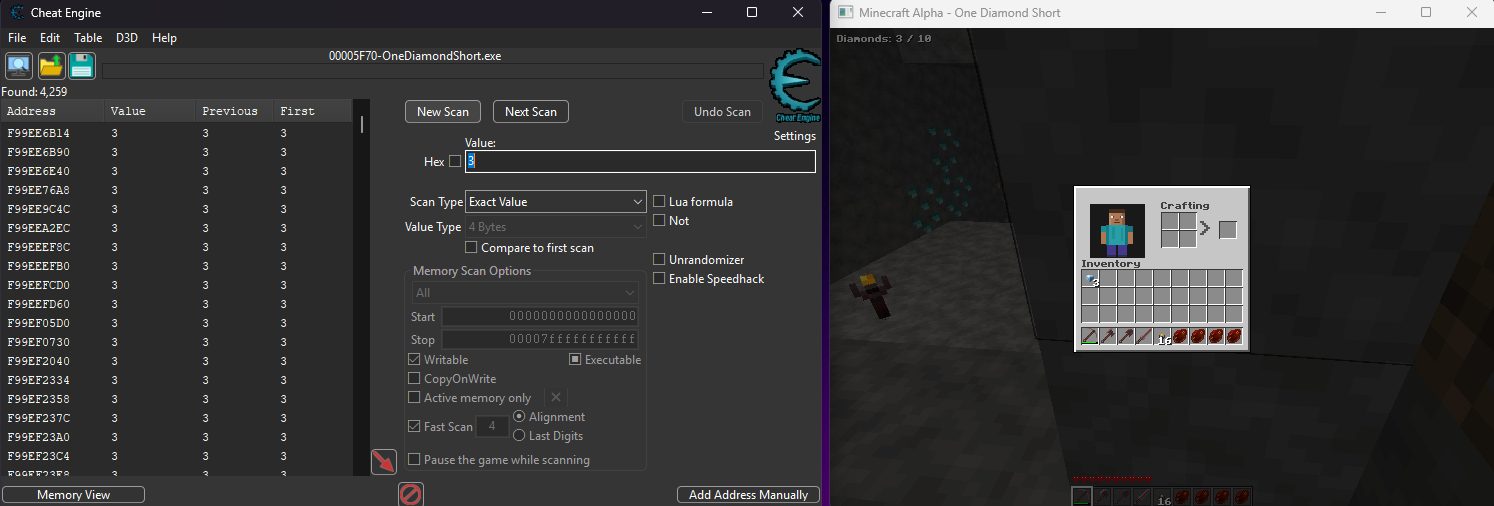 Cheat Engine
File Edit Table D3D Help
00005F70-OneDiamondShort.exe
Found: 4,259
Address Value Previous First
F99EE6B14 3 3 3
F99EE6B90 3 3 3
F99EE6E40 3 3 3
F99EE76A8 3 3 3
F99EE9C4C 3 3 3
F99EEA2EC 3 3 3
F99EEEF8C 3 3 3
F99EEEFB0 3 3 3
F99EEFCD0 3 3 3
F99EEFD60 3 3 3
F99EF05D0 3 3 3
F99EF0730 3 3 3
F99EF2040 3 3 3
F99EF2334 3 3 3
F99EF2358 3 3 3
F99EF237C 3 3 3
F99EF23A0 3 3 3
F99EF23C4 3 3 3
F99EF23E8 3 3 3
Memory View
New Scan Next Scan Undo Scan
Cheat Engine
Settings
Value:
Hex 3
Scan Type Exact Value
Lua formula
Not
Value Type 4 Bytes
Compare to first scan
Unrandomizer
Enable Speedhack
Memory Scan Options
All
Start 0000000000000000
Stop 00007fffffffffff
Writable Executable
CopyOnWrite
Active memory only
Fast Scan 4 Alignment
Last Digits
Pause the game while scanning
Add Address Manually
Minecraft Alpha - One Diamond Short
Diamonds: 3 / 10
Crafting
Inventory
3
16
16